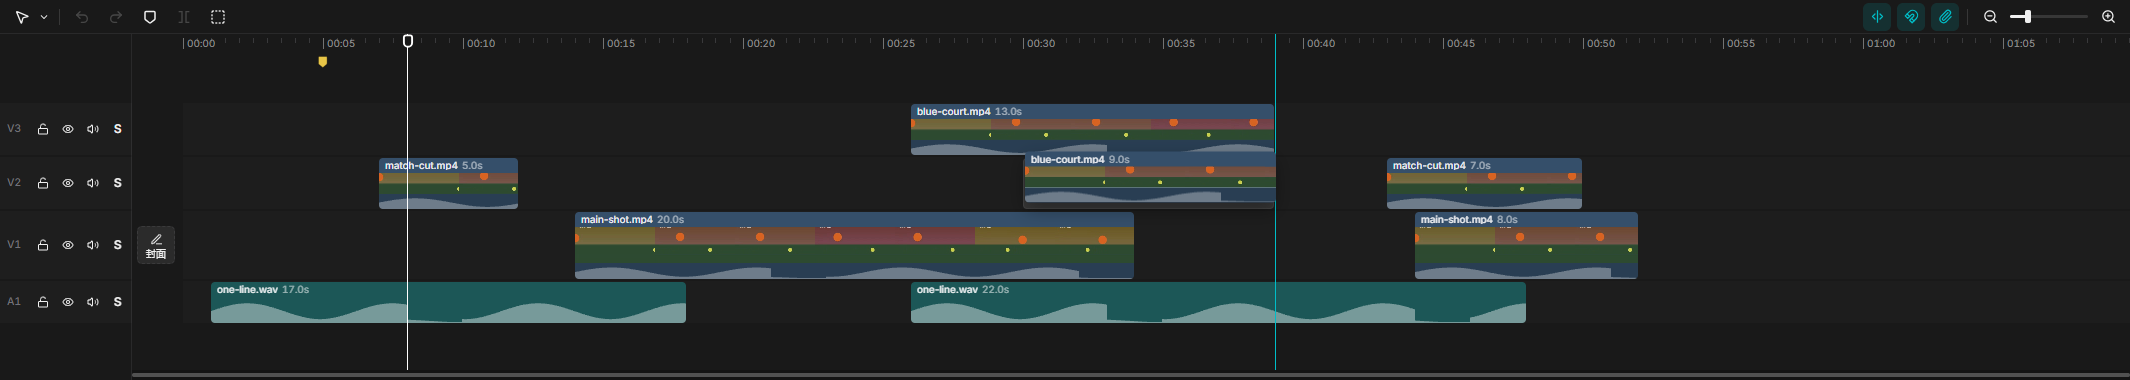 00:00 00:05 00:10 00:15 00:20 00:25 00:30 00:35 00:40 00:45 00:50 00:55 01:00 01:05
V3 S blue-court.mp4 13.0s
blue-court.mp4 9.0s
V2 S match-cut.mp4 5.0s match-cut.mp4 7.0s
V1 S main-shot.mp4 20.0s main-shot.mp4 8.0s
封面
A1 S one-line.wav 17.0s one-line.wav 22.0s